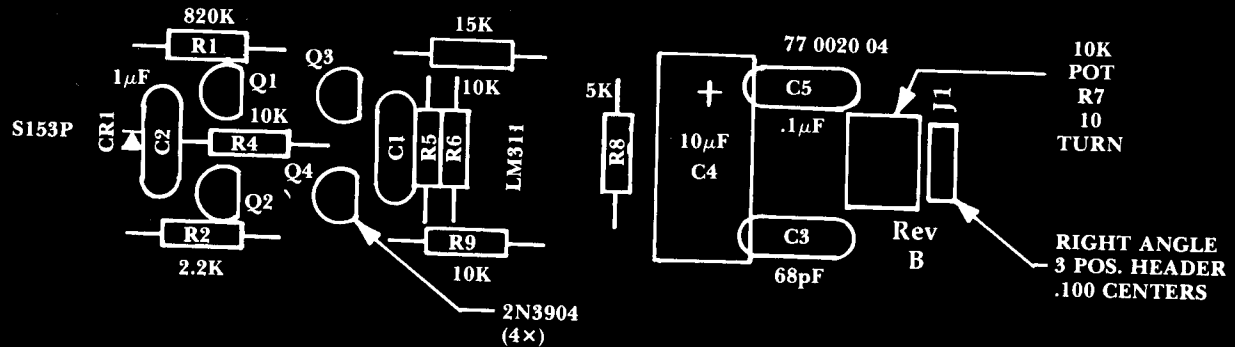 820K
R1
Q1
Q3
15K
1µF
10K
S153P
CR1
C2
10K
R4
C1
R5
R6
LM311
Q4
Q2
R2
2.2K
R9
10K
2N3904
(4×)
5K
R8
+
10µF
C4
77 0020 04
C5
.1µF
C3
68pF
Rev
B
J1
10K
POT
R7
10
TURN
RIGHT ANGLE
3 POS. HEADER
.100 CENTERS